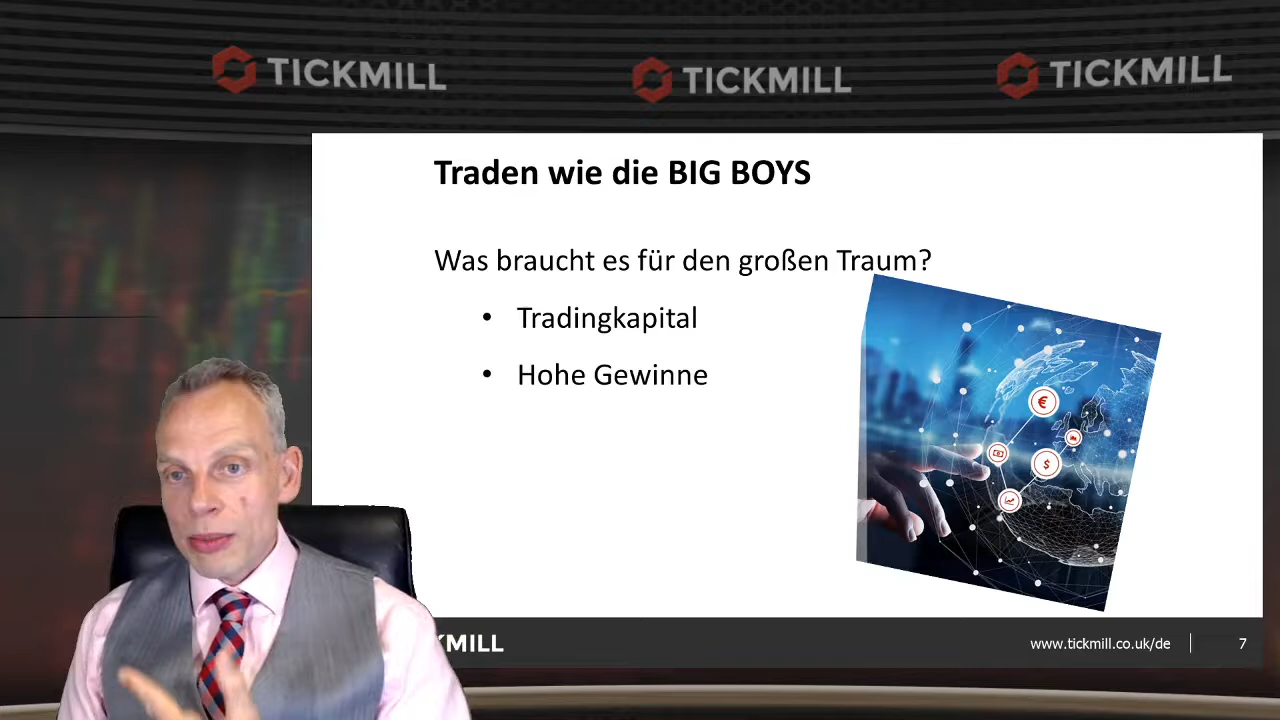 TICKMILL TICKMILL TICKMILL
Traden wie die BIG BOYS
Was braucht es für den großen Traum?
• Tradingkapital
• Hohe Gewinne
€
$
KMILL
www.tickmill.co.uk/de
7